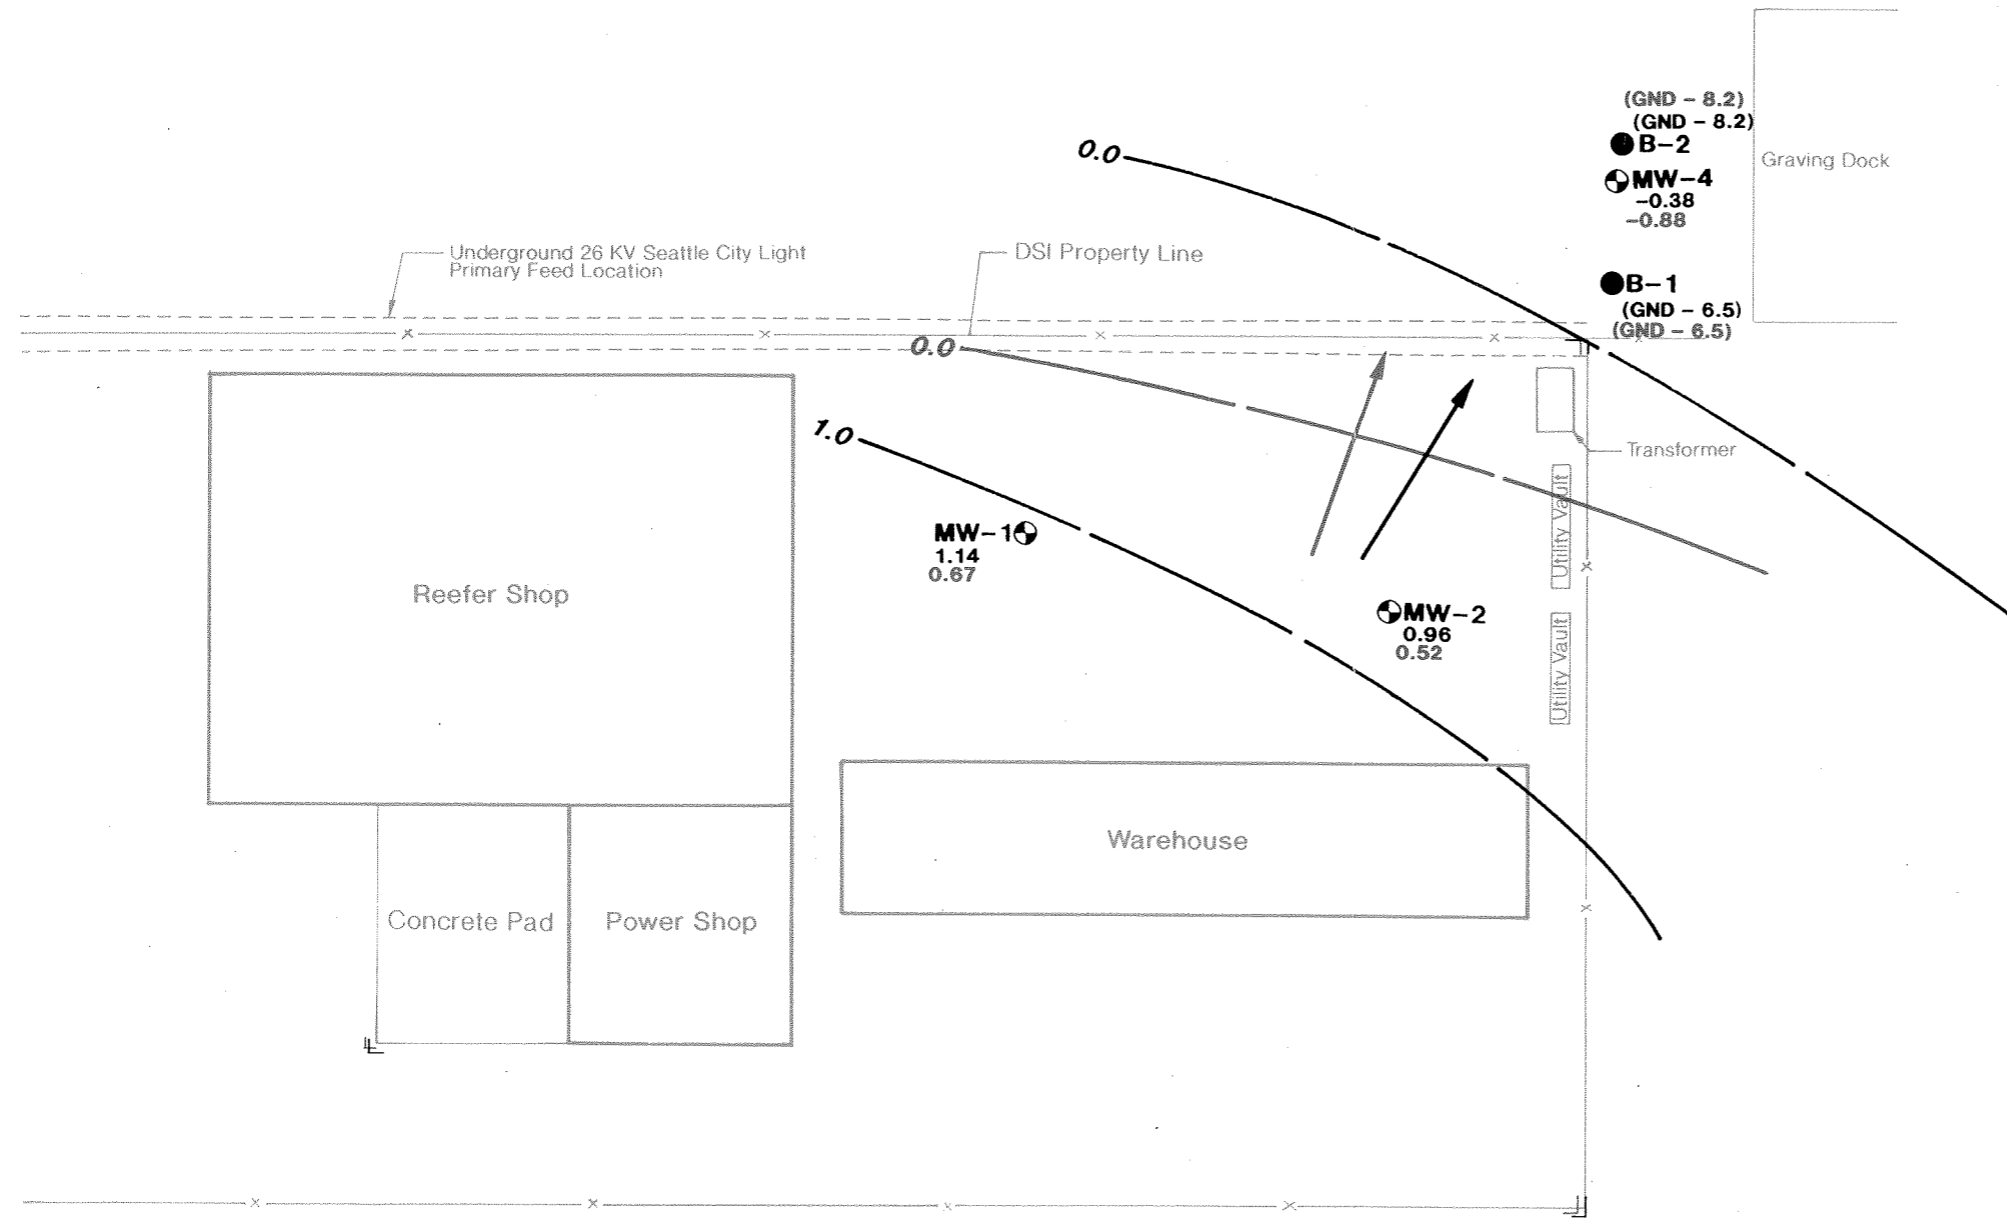 (GND - 8.2)
(GND - 8.2)
B-2
MW-4
-0.38
-0.88
Graving Dock
0.0
Underground 26 KV Seattle City Light
Primary Feed Location
DSI Property Line
B-1
(GND - 6.5)
(GND - 6.5)
0.0
1.0
Transformer
MW-1
1.14
0.67
Utility Vault
Reefer Shop
MW-2
0.96
0.52
Utility Vault
Warehouse
Concrete Pad
Power Shop